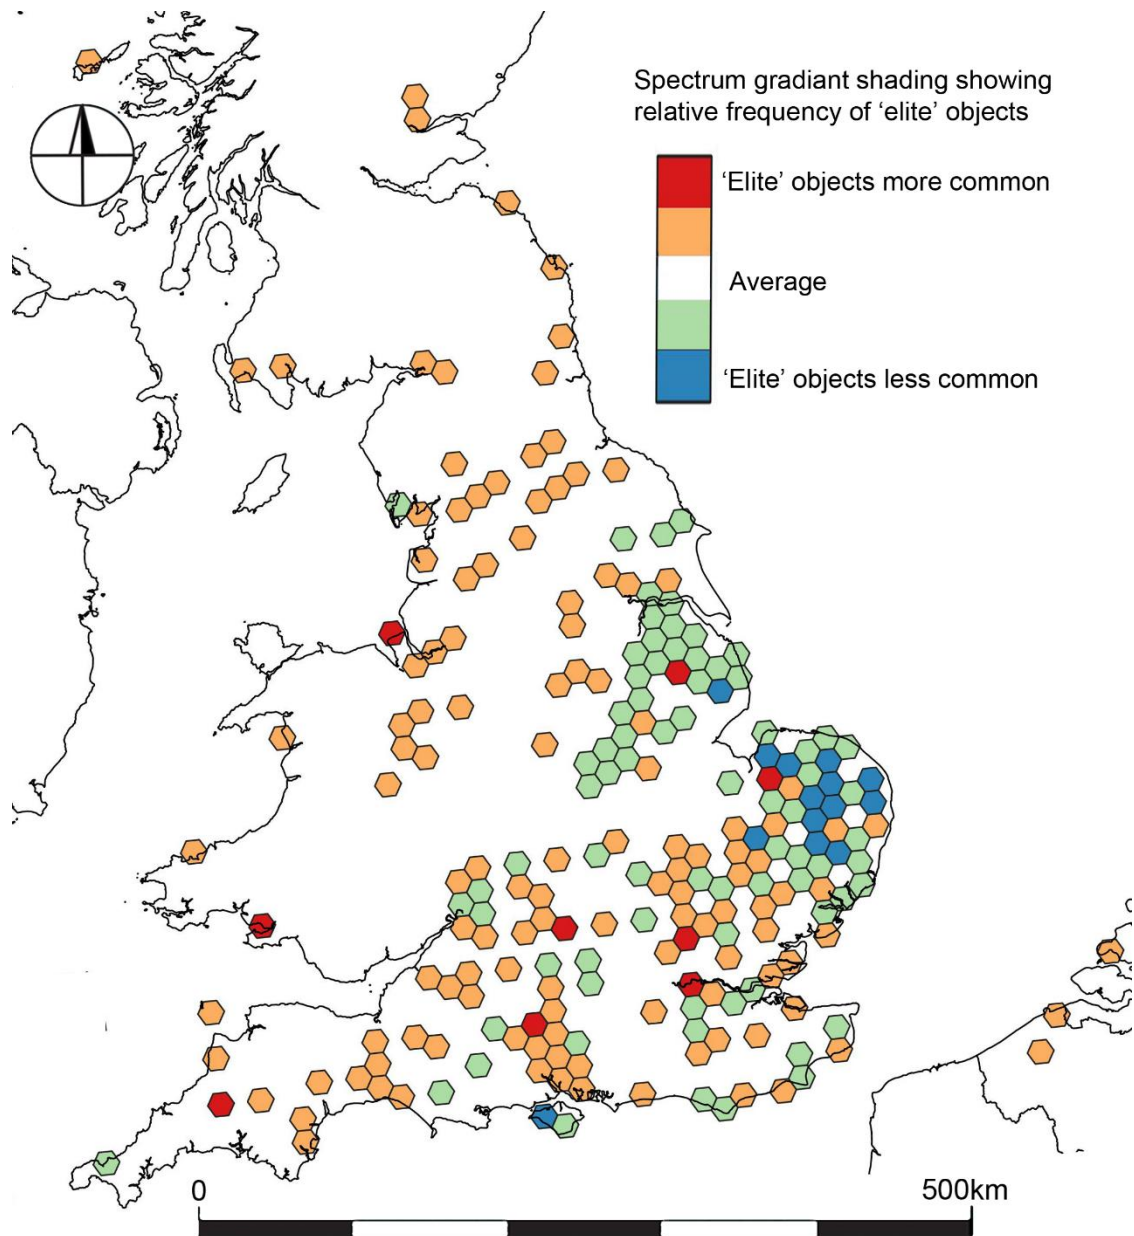 Spectrum gradiant shading showing
relative frequency of ‘elite’ objects
‘Elite’ objects more common
Average
‘Elite’ objects less common
0
500km